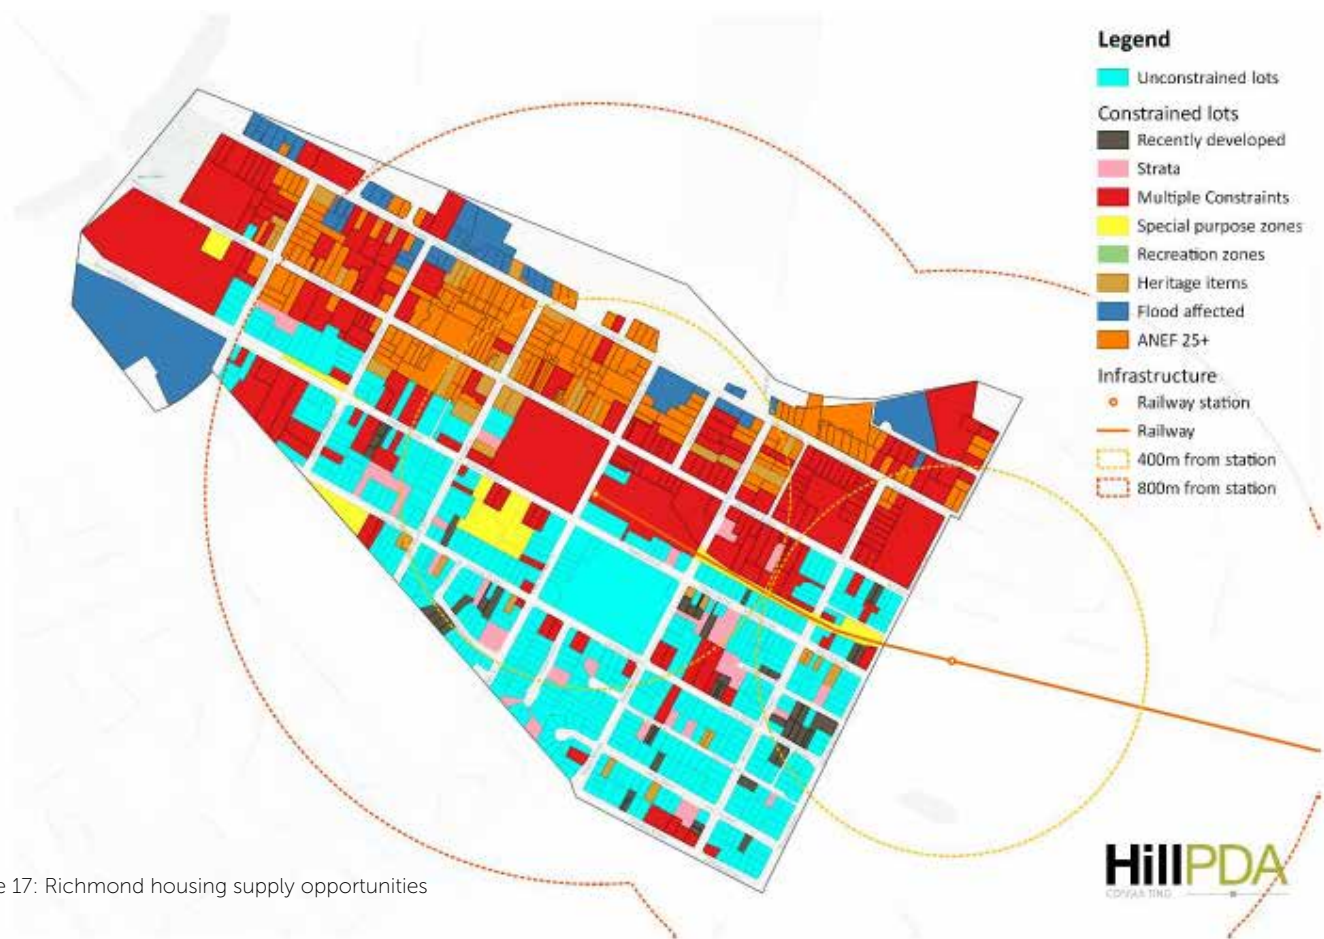 Legend
Unconstrained lots
Constrained lots
Recently developed
Strata
Multiple Constraints
Special purpose zones
Recreation zones
Heritage items
Flood affected
ANEF 25+
Infrastructure
Railway station
Railway
400m from station
800m from station
HillPDA
CONSULTING
e 17: Richmond housing supply opportunities